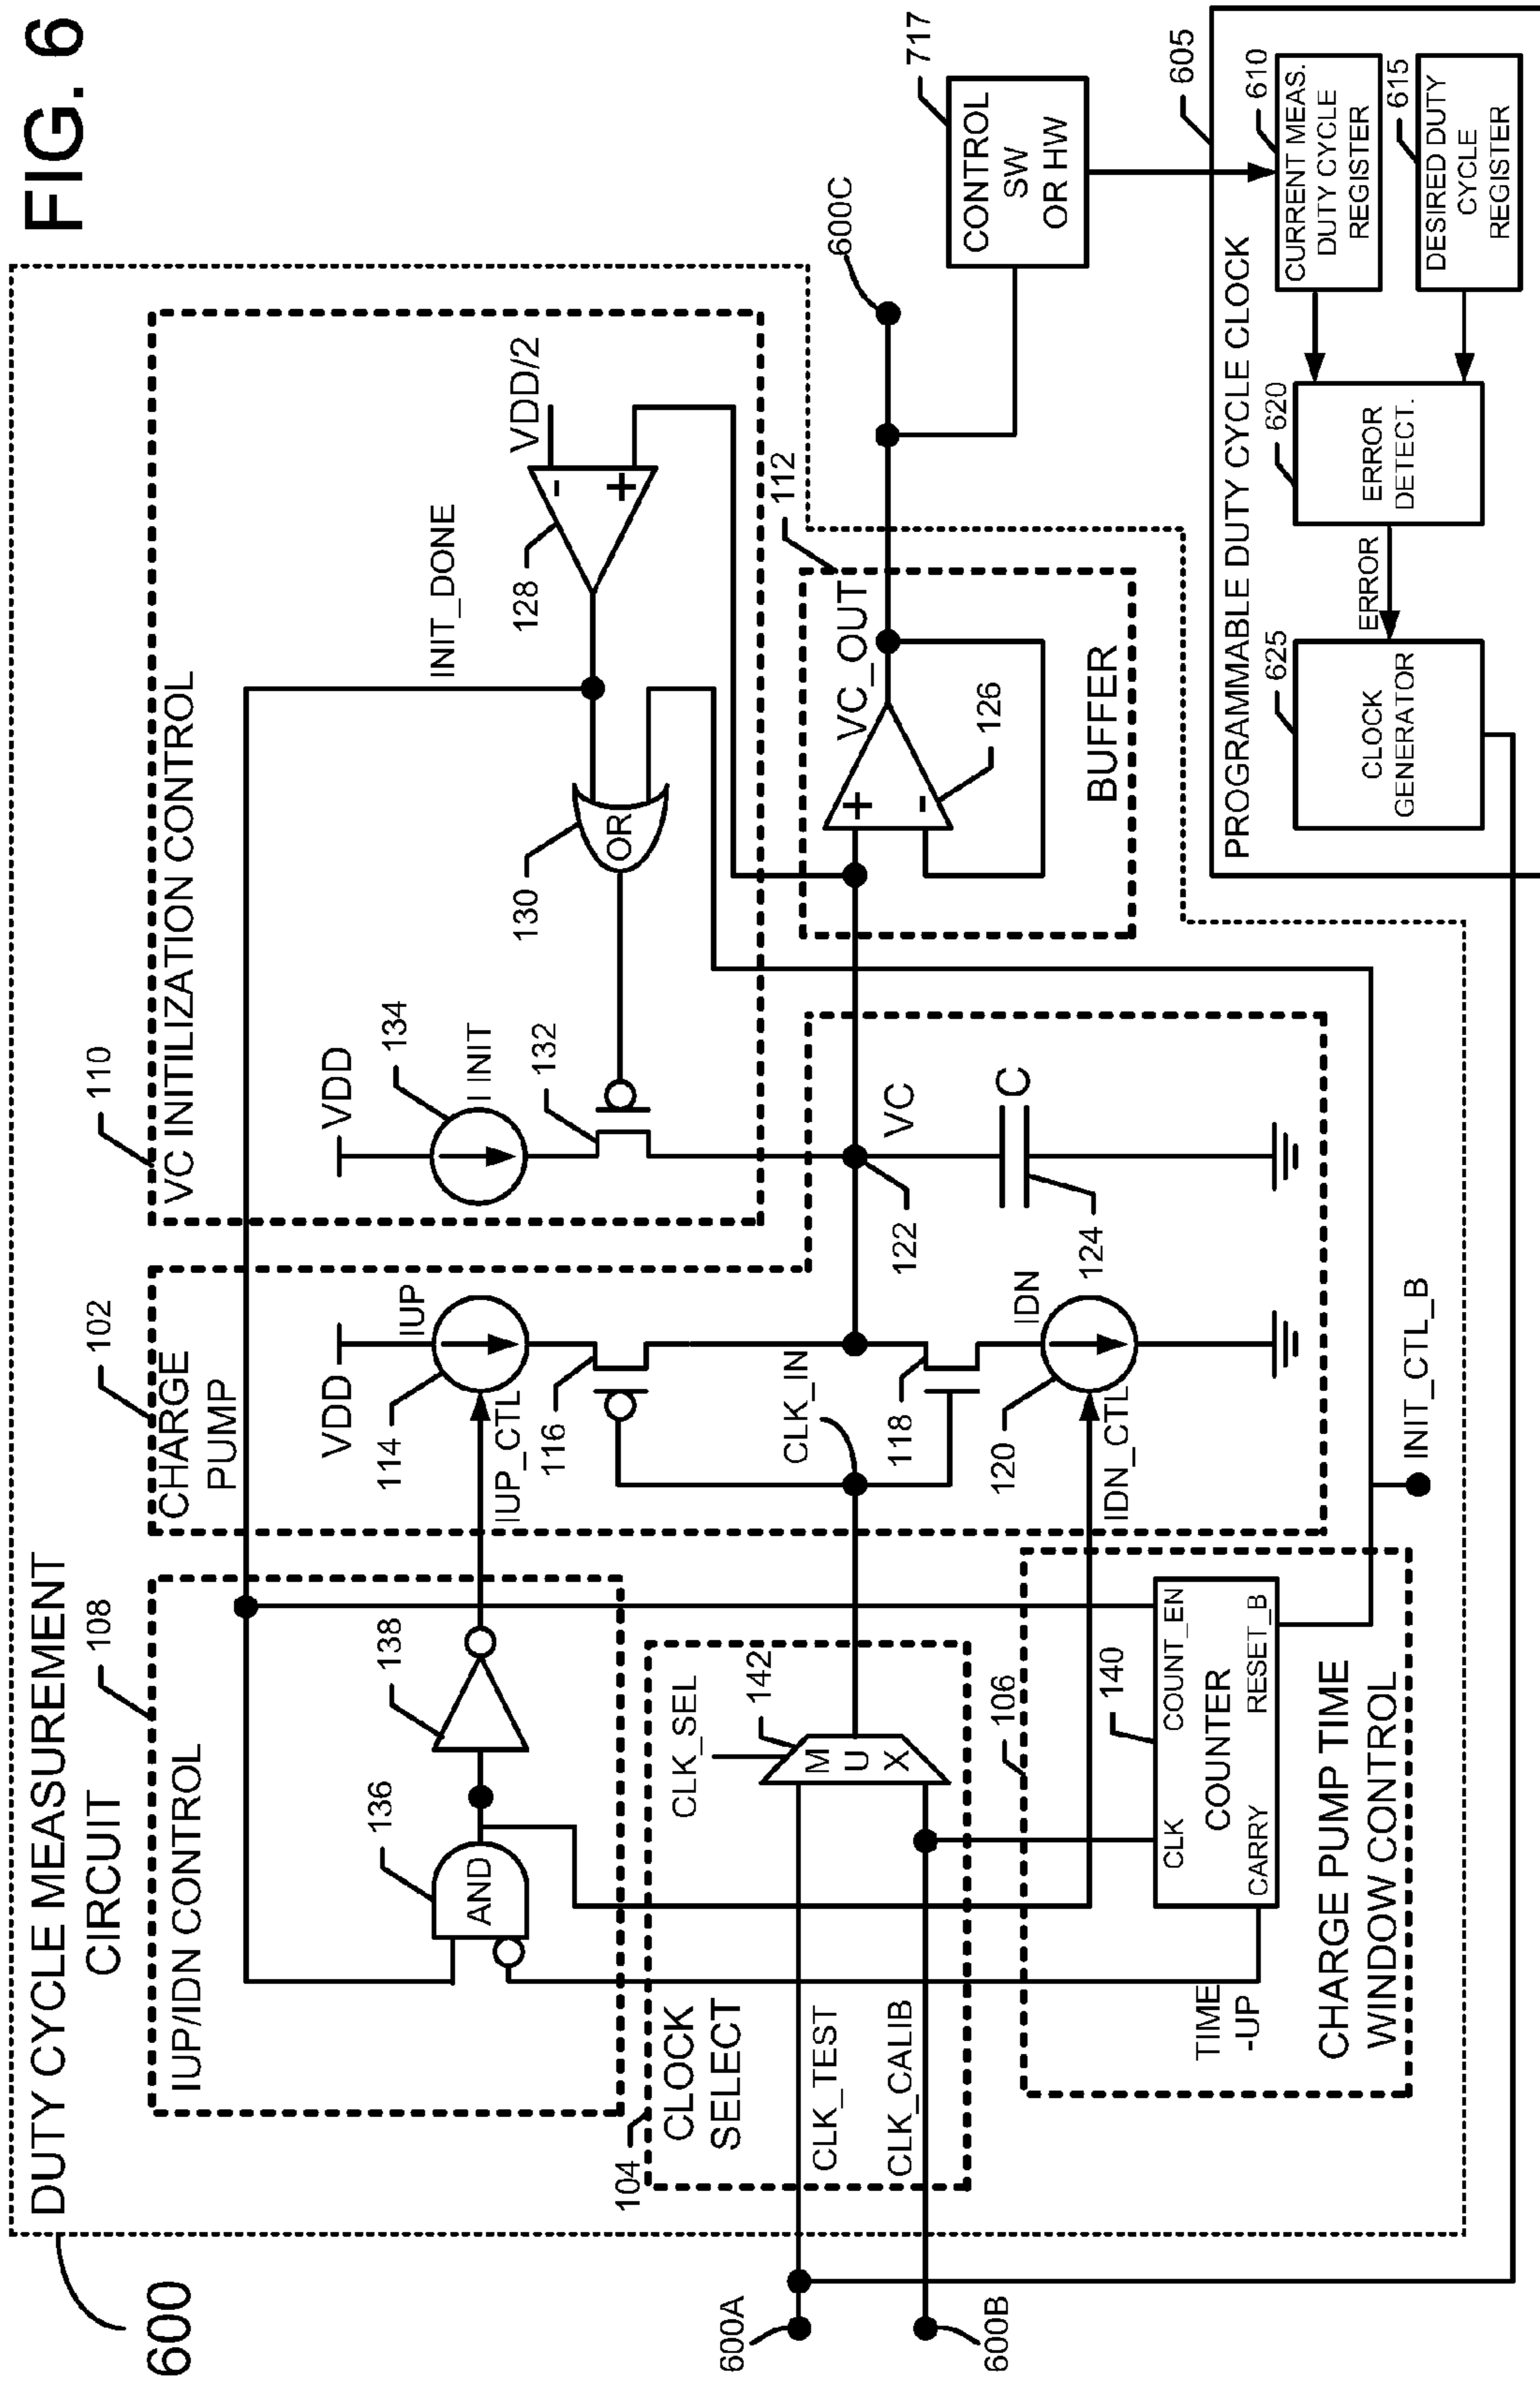 FIG. 6
600
DUTY CYCLE MEASUREMENT
CIRCUIT
108
IUP/IDN CONTROL
136
AND
138
102
CHARGE
PUMP
VDD
114
IUP
IUP_CTL
116
CLK_IN
118
120
IDN
IDN_CTL
110
VC INITILIZATION CONTROL
VDD
134
I INIT
132
130
OR
INIT_DONE
128
-
+
VDD/2
122
VC
C
124
112
VC_OUT
+
-
126
BUFFER
600C
717
CONTROL
SW
OR HW
104
CLOCK
SELECT
CLK_SEL
142
M
U
X
CLK_TEST
CLK_CALIB
600A
600B
106
140
CLK
COUNT_EN
COUNTER
CARRY
RESET_B
TIME
-UP
CHARGE PUMP TIME
WINDOW CONTROL
INIT_CTL_B
605
PROGRAMMABLE DUTY CYCLE CLOCK
610
CURRENT MEAS.
DUTY CYCLE
REGISTER
615
DESIRED DUTY
CYCLE
REGISTER
620
ERROR
DETECT.
ERROR
625
CLOCK
GENERATOR